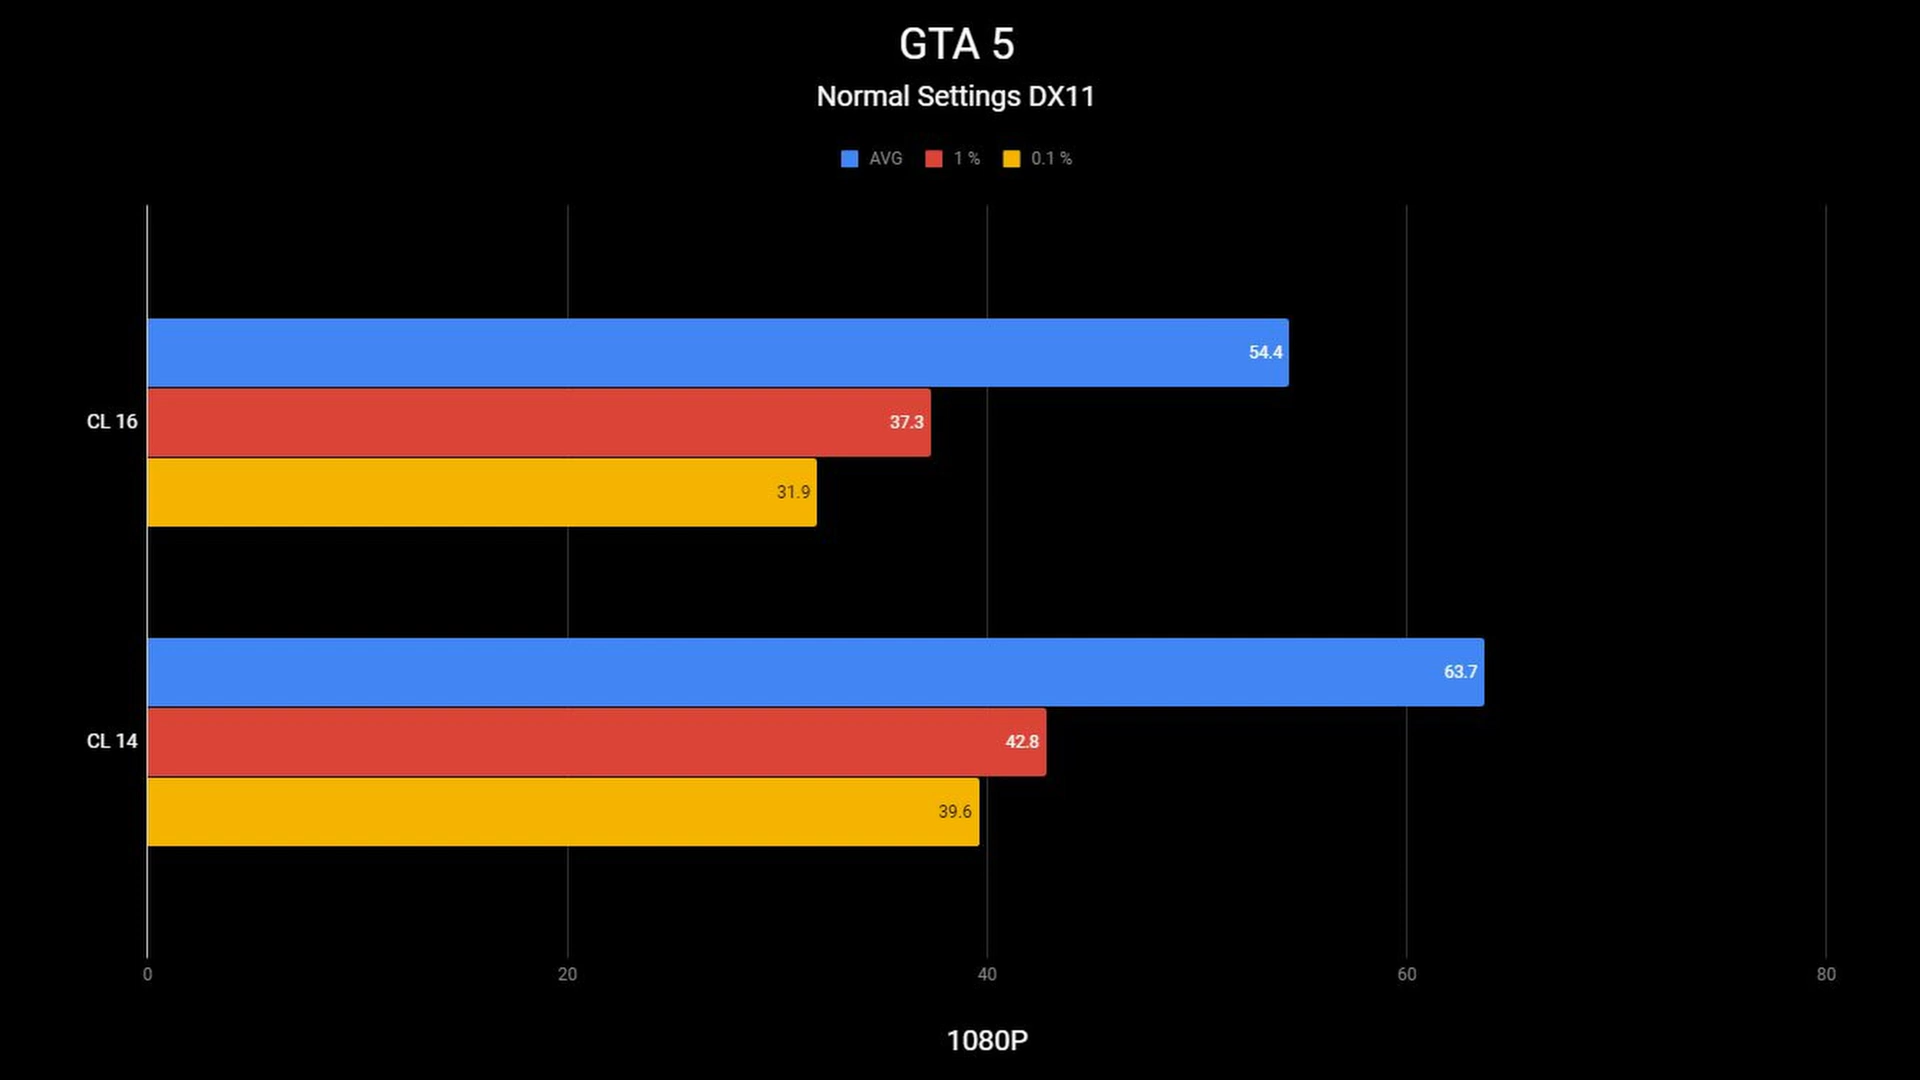 GTA 5
Normal Settings DX11
AVG 1 % 0.1 %
54.4
CL 16
37.3
31.9
63.7
CL 14
42.8
39.6
0 20 40 60 80
1080P